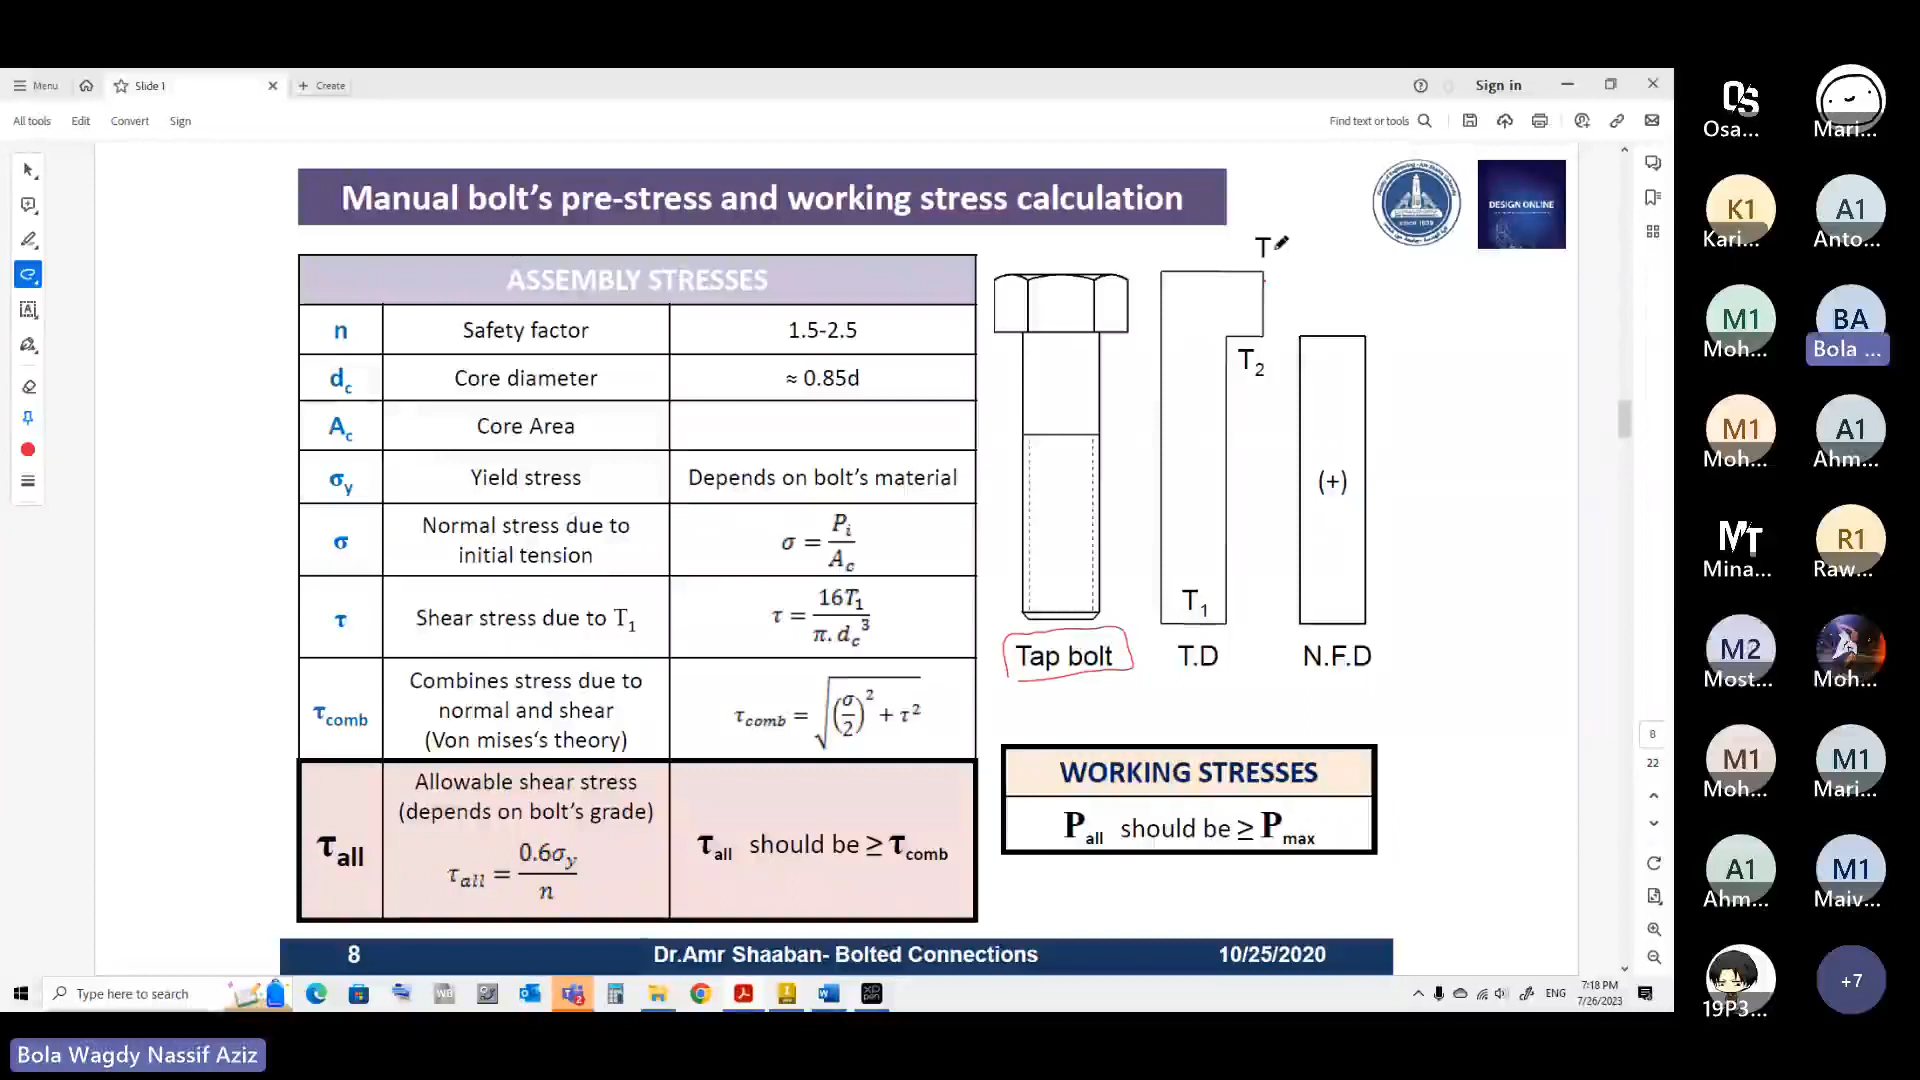 Menu
Slide 1
Create
Sign in
All tools
Edit
Convert
Sign
Find text or tools
Manual bolt's pre-stress and working stress calculation
since 1839
DESIGN ONLINE
ASSEMBLY STRESSES
n Safety factor 1.5-2.5
dc Core diameter ≈ 0.85d
Ac Core Area
σy Yield stress Depends on bolt's material
σ Normal stress due to initial tension σ = Pi / Ac
τ Shear stress due to T1 τ = 16T1 / π. dc³
τcomb Combines stress due to normal and shear (Von mises's theory) τcomb = √((σ/2)² + τ²)
τall Allowable shear stress (depends on bolt's grade) τall = 0.6σy / n τall should be ≥ τcomb
T
T2
T1
(+)
Tap bolt
T.D
N.F.D
WORKING STRESSES
Pall should be ≥ Pmax
8
Dr.Amr Shaaban- Bolted Connections
10/25/2020
8
22
Type here to search
ENG
7:18 PM
7/26/2023
Osa...
Mari...
K1
Kari...
A1
Anto...
M1
Moh...
BA
Bola ...
M1
Moh...
A1
Ahm...
MT
Mina...
R1
Raw...
M2
Most...
Moh...
M1
Moh...
M1
Mari...
A1
Ahm...
M1
Maiv...
19P3...
+7
Bola Wagdy Nassif Aziz